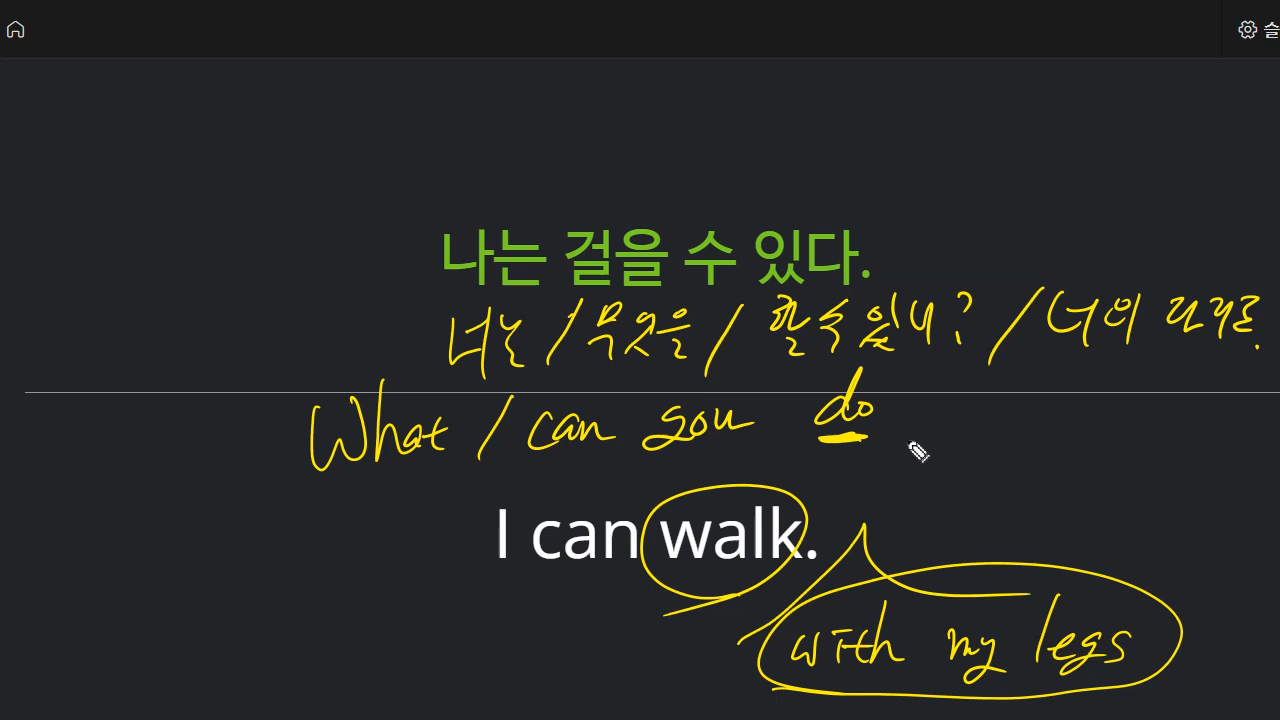 슬
나는 걸을 수 있다.
너는 / 무엇을 / 할 수 있니? / 너의 다리로.
What / can you do
I can walk.
with my legs